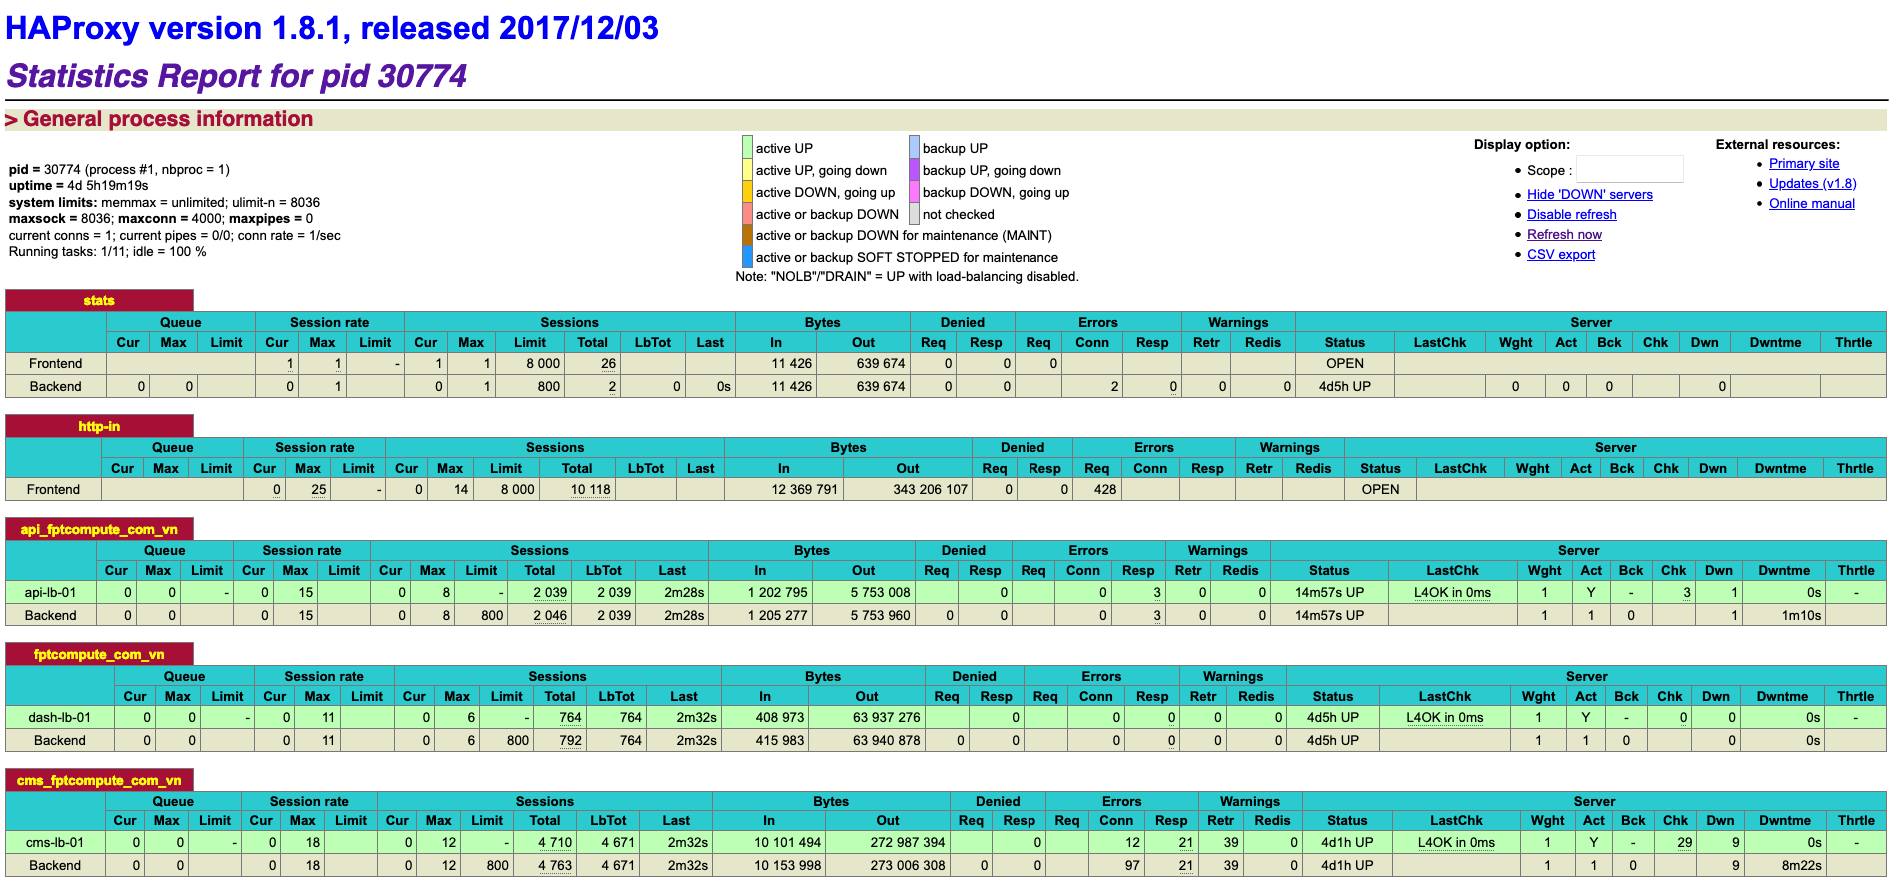 HAProxy version 1.8.1, released 2017/12/03
Statistics Report for pid 30774
> General process information
pid = 30774 (process #1, nbproc = 1)
uptime = 4d 5h19m19s
system limits: memmax = unlimited; ulimit-n = 8036
maxsock = 8036; maxconn = 4000; maxpipes = 0
current conns = 1; current pipes = 0/0; conn rate = 1/sec
Running tasks: 1/11; idle = 100 %
active UP backup UP
active UP, going down backup UP, going down
active DOWN, going up backup DOWN, going up
active or backup DOWN not checked
active or backup DOWN for maintenance (MAINT)
active or backup SOFT STOPPED for maintenance
Note: "NOLB"/"DRAIN" = UP with load-balancing disabled.
Display option:
• Scope :
• Hide 'DOWN' servers
• Disable refresh
• Refresh now
• CSV export
External resources:
• Primary site
• Updates (v1.8)
• Online manual
stats
Queue Session rate Sessions Bytes Denied Errors Warnings Server
Cur Max Limit Cur Max Limit Cur Max Limit Total LbTot Last In Out Req Resp Req Conn Resp Retr Redis Status LastChk Wght Act Bck Chk Dwn Dwntme Thrtle
Frontend 1 1 - 1 1 8 000 26 11 426 639 674 0 0 0 OPEN
Backend 0 0 0 1 0 1 800 2 0 0s 11 426 639 674 0 0 2 0 0 0 4d5h UP 0 0 0 0
http-in
Queue Session rate Sessions Bytes Denied Errors Warnings Server
Cur Max Limit Cur Max Limit Cur Max Limit Total LbTot Last In Out Req Resp Req Conn Resp Retr Redis Status LastChk Wght Act Bck Chk Dwn Dwntme Thrtle
Frontend 0 25 - 0 14 8 000 10 118 12 369 791 343 206 107 0 0 428 OPEN
api_fptcompute_com_vn
Queue Session rate Sessions Bytes Denied Errors Warnings Server
Cur Max Limit Cur Max Limit Cur Max Limit Total LbTot Last In Out Req Resp Req Conn Resp Retr Redis Status LastChk Wght Act Bck Chk Dwn Dwntme Thrtle
api-lb-01 0 0 - 0 15 0 8 - 2 039 2 039 2m28s 1 202 795 5 753 008 0 0 3 0 0 14m57s UP L4OK in 0ms 1 Y - 3 1 0s -
Backend 0 0 0 15 0 8 800 2 046 2 039 2m28s 1 205 277 5 753 960 0 0 0 3 0 0 14m57s UP 1 1 0 1 1m10s
fptcompute_com_vn
Queue Session rate Sessions Bytes Denied Errors Warnings Server
Cur Max Limit Cur Max Limit Cur Max Limit Total LbTot Last In Out Req Resp Req Conn Resp Retr Redis Status LastChk Wght Act Bck Chk Dwn Dwntme Thrtle
dash-lb-01 0 0 - 0 11 0 6 - 764 764 2m32s 408 973 63 937 276 0 0 0 0 0 4d5h UP L4OK in 0ms 1 Y - 0 0 0s -
Backend 0 0 0 11 0 6 800 792 764 2m32s 415 983 63 940 878 0 0 0 0 0 0 4d5h UP 1 1 0 0 0s
cms_fptcompute_com_vn
Queue Session rate Sessions Bytes Denied Errors Warnings Server
Cur Max Limit Cur Max Limit Cur Max Limit Total LbTot Last In Out Req Resp Req Conn Resp Retr Redis Status LastChk Wght Act Bck Chk Dwn Dwntme Thrtle
cms-lb-01 0 0 - 0 18 0 12 - 4 710 4 671 2m32s 10 101 494 272 987 394 0 12 21 39 0 4d1h UP L4OK in 0ms 1 Y - 29 9 0s -
Backend 0 0 0 18 0 12 800 4 763 4 671 2m32s 10 153 998 273 006 308 0 0 97 21 39 0 4d1h UP 1 1 0 9 8m22s